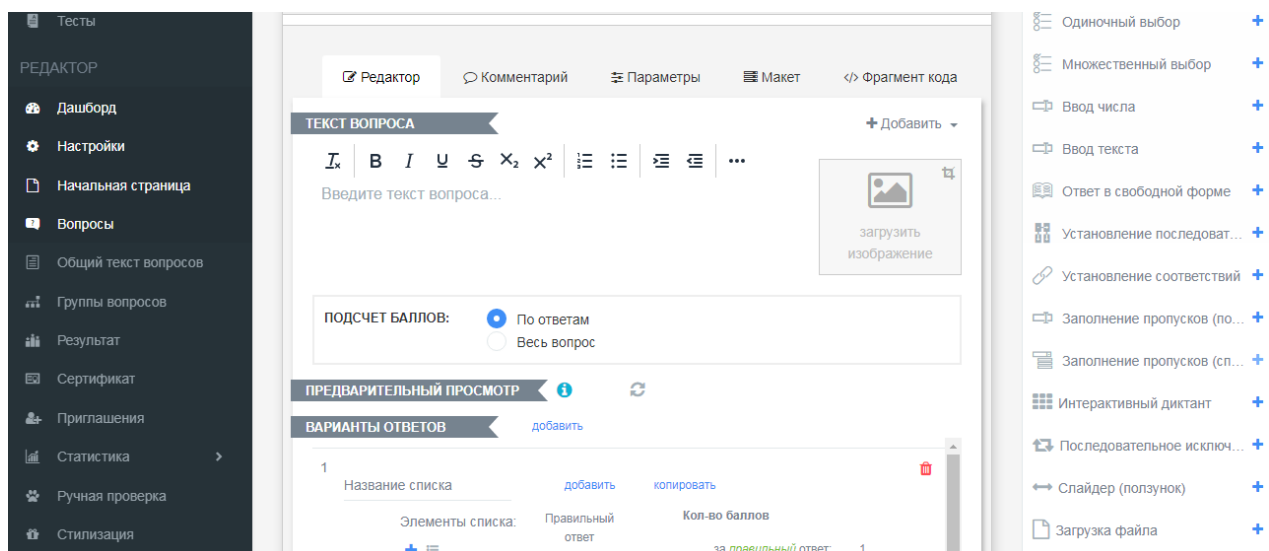 Тесты
РЕДАКТОР
Дашборд
Настройки
Начальная страница
Вопросы
Общий текст вопросов
Группы вопросов
Результат
Сертификат
Приглашения
Статистика
Ручная проверка
Стилизация
Редактор Комментарий Параметры Макет </> Фрагмент кода
ТЕКСТ ВОПРОСА + Добавить
Введите текст вопроса...
загрузить
изображение
ПОДСЧЕТ БАЛЛОВ: По ответам
Весь вопрос
ПРЕДВАРИТЕЛЬНЫЙ ПРОСМОТР
ВАРИАНТЫ ОТВЕТОВ добавить
1
Название списка добавить копировать
Элементы списка: Правильный ответ Кол-во баллов
за правильный ответ: 1
Одиночный выбор
Множественный выбор
Ввод числа
Ввод текста
Ответ в свободной форме
Установление последоват...
Установление соответствий
Заполнение пропусков (по...
Заполнение пропусков (сп...
Интерактивный диктант
Последовательное исключ...
Слайдер (ползунок)
Загрузка файла